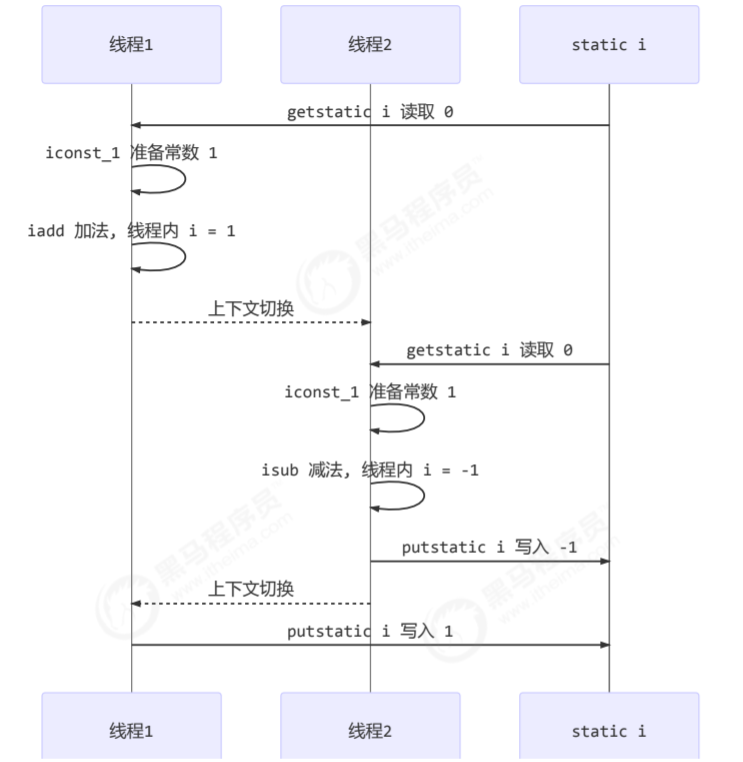 线程1
线程2
static i
getstatic i 读取 0
iconst_1 准备常数 1
iadd 加法, 线程内 i = 1
上下文切换
getstatic i 读取 0
iconst_1 准备常数 1
isub 减法, 线程内 i = -1
putstatic i 写入 -1
上下文切换
putstatic i 写入 1
线程1
线程2
static i
黑马程序员
www.itheima.com
黑马程序员
www.itheima.com
黑马程序员
www.itheima.com